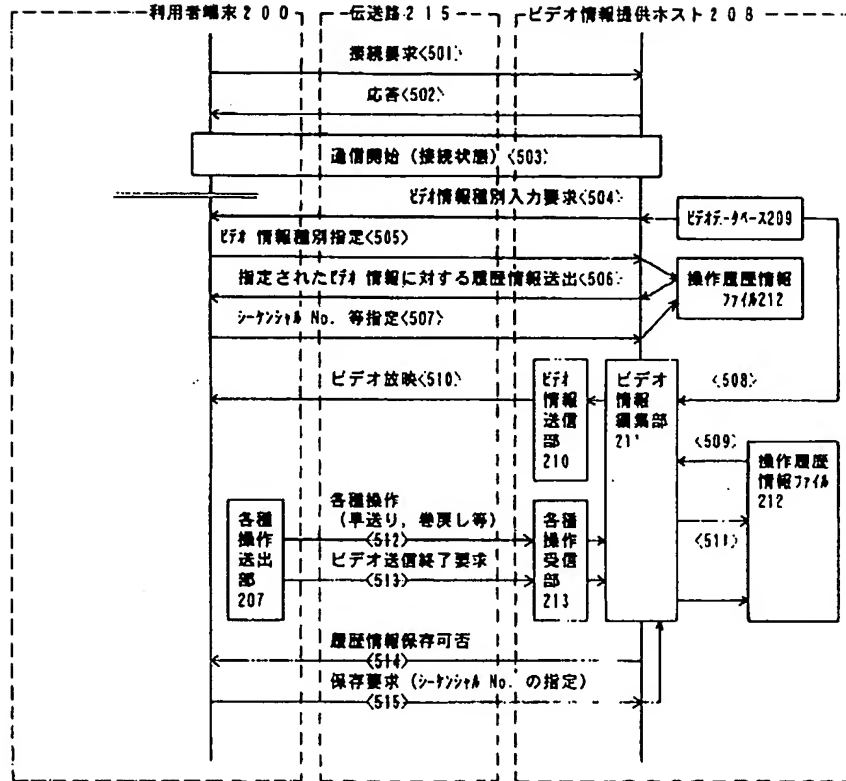 利用者端末200
伝送路215
ビデオ情報提供ホスト208
接続要求<501>
応答<502>
通信開始(接続状態)<503>
ビデオ情報種別入力要求<504>
ビデオデータベース209
ビデオ 情報種別指定<505>
指定されたビデオ 情報に対する履歴情報送出<506>
操作履歴情報
ファイル212
シーケンシャル No. 等指定<507>
ビデオ放映<510>
ビデオ
情報
送信
部
210
ビデオ
情報
編集部
211
<508>
<509>
操作履歴
情報ファイル
212
<511>
各種操作
(早送り,巻戻し等)
<512>
ビデオ送信終了要求
<513>
各種
操作
送出
部
207
各種
操作
受信
部
213
履歴情報保存可否
<514>
保存要求(シーケンシャル No. の指定)
<515>